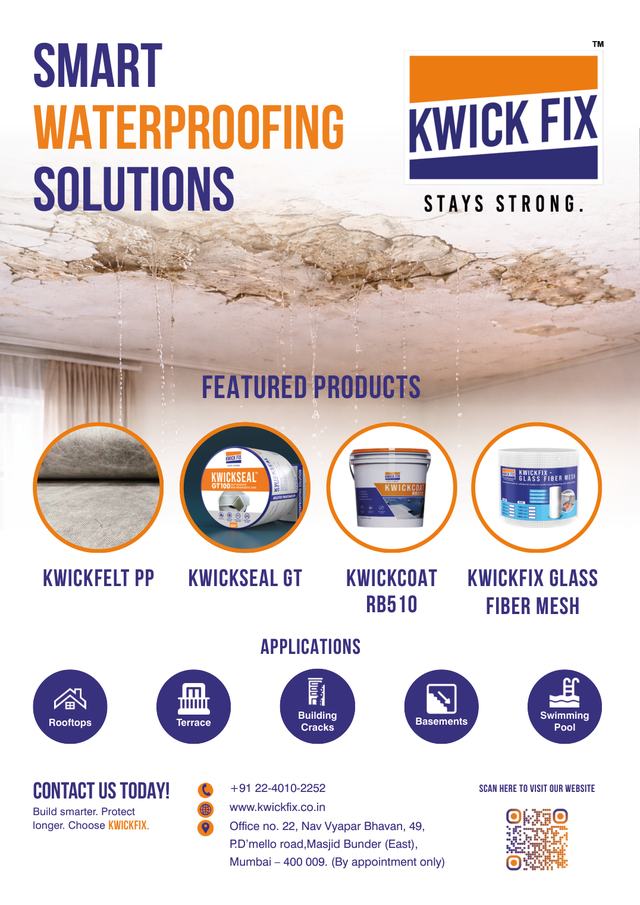 SMART
WATERPROOFING
SOLUTIONS
TM
KWICK FIX
STAYS STRONG.
FEATURED PRODUCTS
KWICK FIX
KWICKSEAL
GT100
KWICKCOAT
KWICKFIX -
GLASS FIBER MESH
KWICKFELT PP
KWICKSEAL GT
KWICKCOAT
RB510
KWICKFIX GLASS
FIBER MESH
APPLICATIONS
Rooftops
Terrace
Building
Cracks
Basements
Swimming
Pool
CONTACT US TODAY!
Build smarter. Protect
longer. Choose KWICKFIX.
+91 22-4010-2252
www.kwickfix.co.in
Office no. 22, Nav Vyapar Bhavan, 49,
P.D'mello road,Masjid Bunder (East),
Mumbai – 400 009. (By appointment only)
SCAN HERE TO VISIT OUR WEBSITE